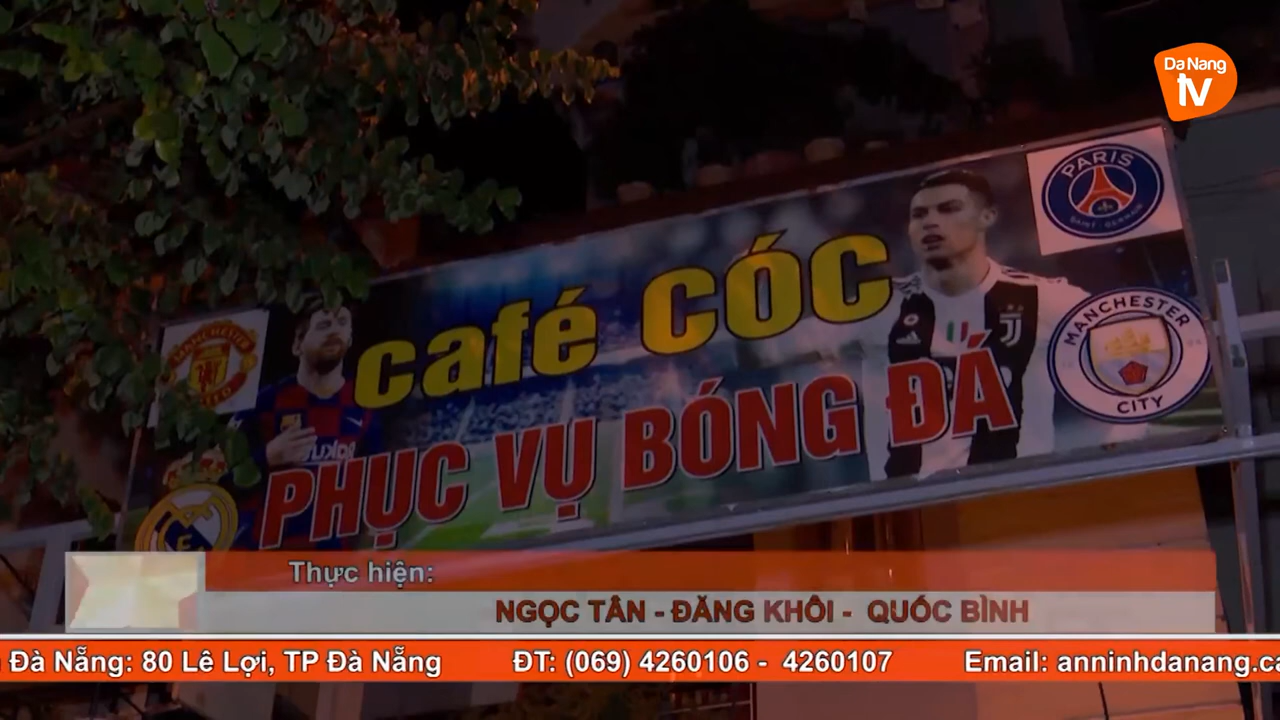 Da Nang
tv
PARIS
SAINT-GERMAIN
café CÓC
MANCHESTER
CITY
MANCHESTER
PHỤC VỤ BÓNG ĐÁ
Thực hiện:
NGỌC TÂN - ĐĂNG KHÔI - QUỐC BÌNH
Đà Nẵng: 80 Lê Lợi, TP Đà Nẵng ĐT: (069) 4260106 - 4260107 Email: anninhdanang.ca